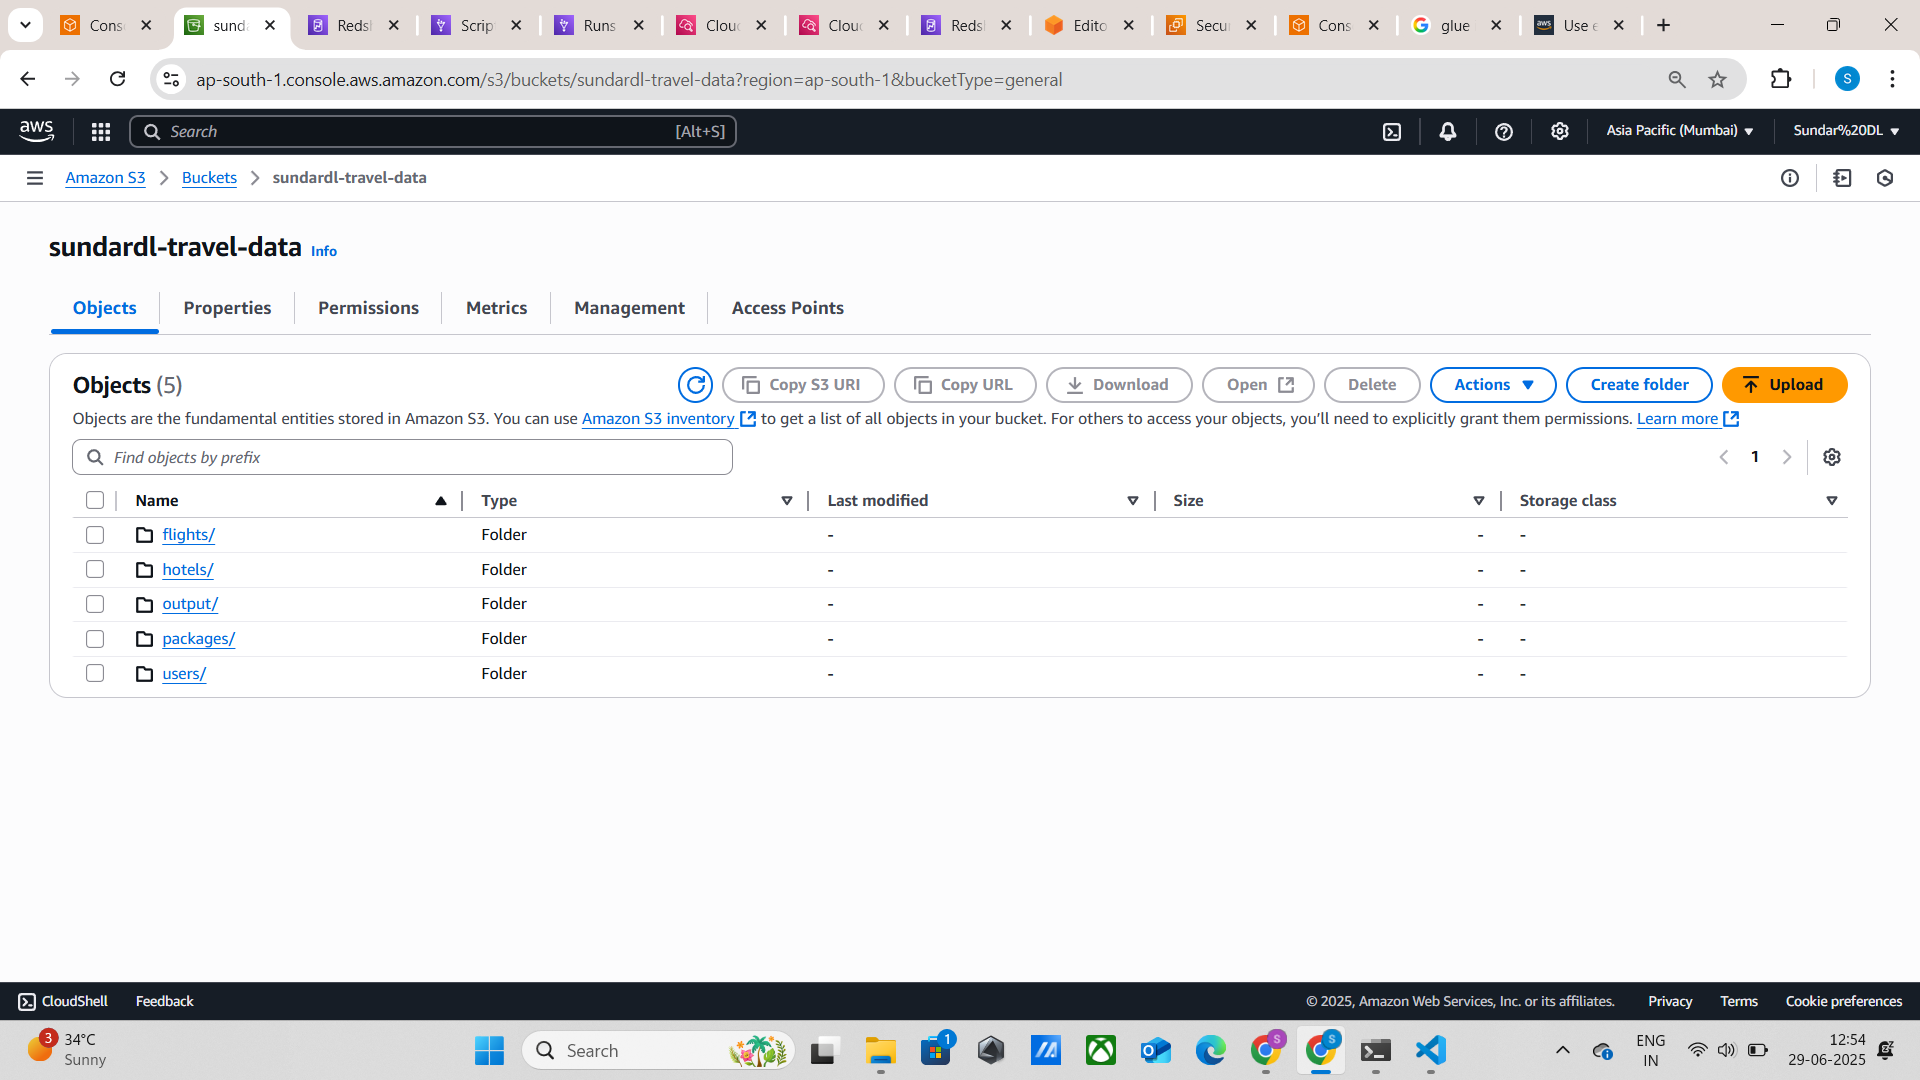 Cons
sunda
Redsh
Scrip
Runs
Cloud
Cloud
Redsh
Edito
Secur
Cons
glue
Use e
ap-south-1.console.aws.amazon.com/s3/buckets/sundardl-travel-data?region=ap-south-1&bucketType=general
S
aws
Search
[Alt+S]
Asia Pacific (Mumbai)
Sundar%20DL
Amazon S3
Buckets
sundardl-travel-data
sundardl-travel-data Info
Objects
Properties
Permissions
Metrics
Management
Access Points
Objects (5)
Copy S3 URI
Copy URL
Download
Open
Delete
Actions
Create folder
Upload
Objects are the fundamental entities stored in Amazon S3. You can use Amazon S3 inventory to get a list of all objects in your bucket. For others to access your objects, you’ll need to explicitly grant them permissions. Learn more
Find objects by prefix
1
Name Type Last modified Size Storage class
flights/ Folder - - -
hotels/ Folder - - -
output/ Folder - - -
packages/ Folder - - -
users/ Folder - - -
CloudShell
Feedback
© 2025, Amazon Web Services, Inc. or its affiliates.
Privacy
Terms
Cookie preferences
3
34°C
Sunny
Search
1
S
S
ENG
IN
12:54
29-06-2025